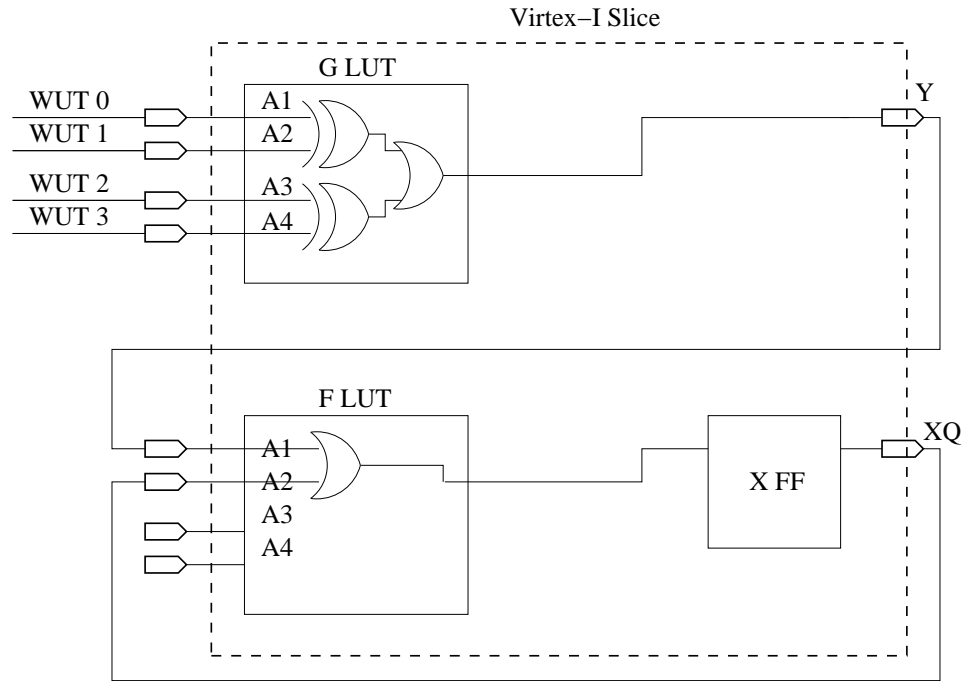 Virtex–I Slice
G LUT
WUT 0
A1
Y
WUT 1
A2
WUT 2
A3
WUT 3
A4
F LUT
XQ
A1
A2
X FF
A3
A4